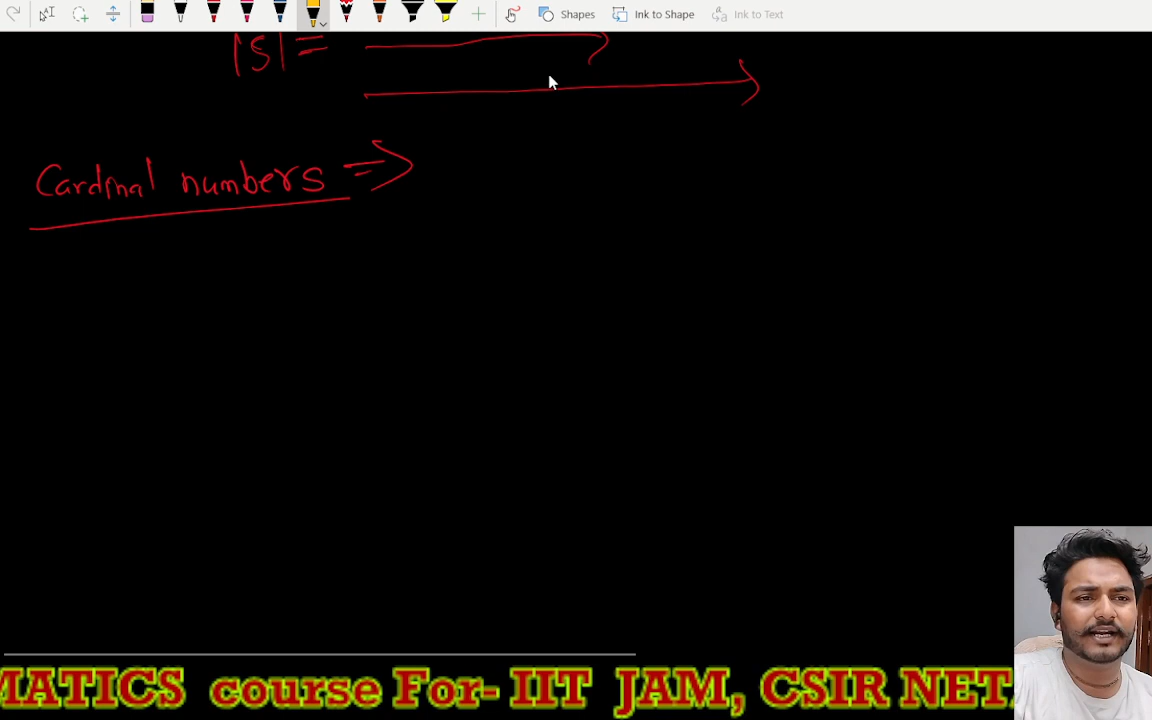 Shapes Ink to Shape Ink to Text
|S| =
Cardinal numbers =>
MATICS course For- IIT JAM, CSIR NET